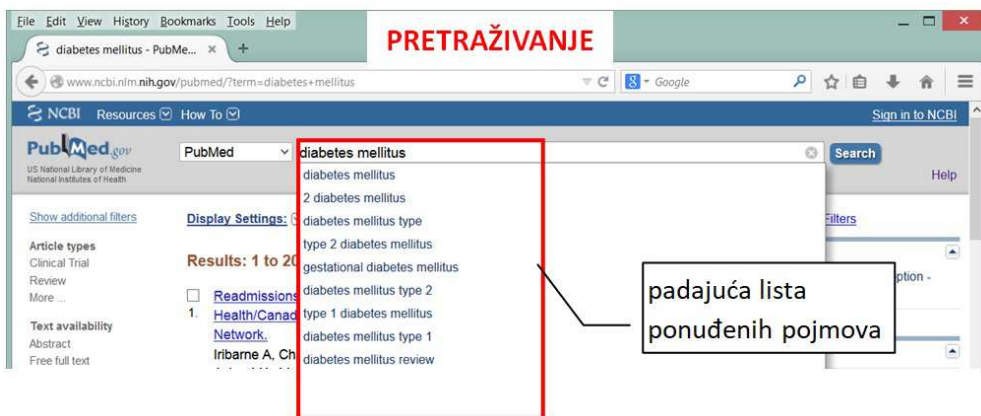 File Edit View History Bookmarks Tools Help
PRETRAŽIVANJE
diabetes mellitus - PubMe... × +
www.ncbi.nlm.nih.gov/pubmed/?term=diabetes+mellitus
Google
NCBI Resources How To
Sign in to NCBI
PubMed.gov
US National Library of Medicine
National Institutes of Health
PubMed
diabetes mellitus
Search
Help
diabetes mellitus
2 diabetes mellitus
diabetes mellitus type
type 2 diabetes mellitus
gestational diabetes mellitus
diabetes mellitus type 2
type 1 diabetes mellitus
diabetes mellitus type 1
diabetes mellitus review
Show additional filters
Article types
Clinical Trial
Review
More ...
Text availability
Abstract
Free full text
Display Settings:
Filters
Results: 1 to 20
Readmissions
1. Health/Canad
Network.
Iribarne A, Ch
ption -
padajuća lista
ponuđenih pojmova